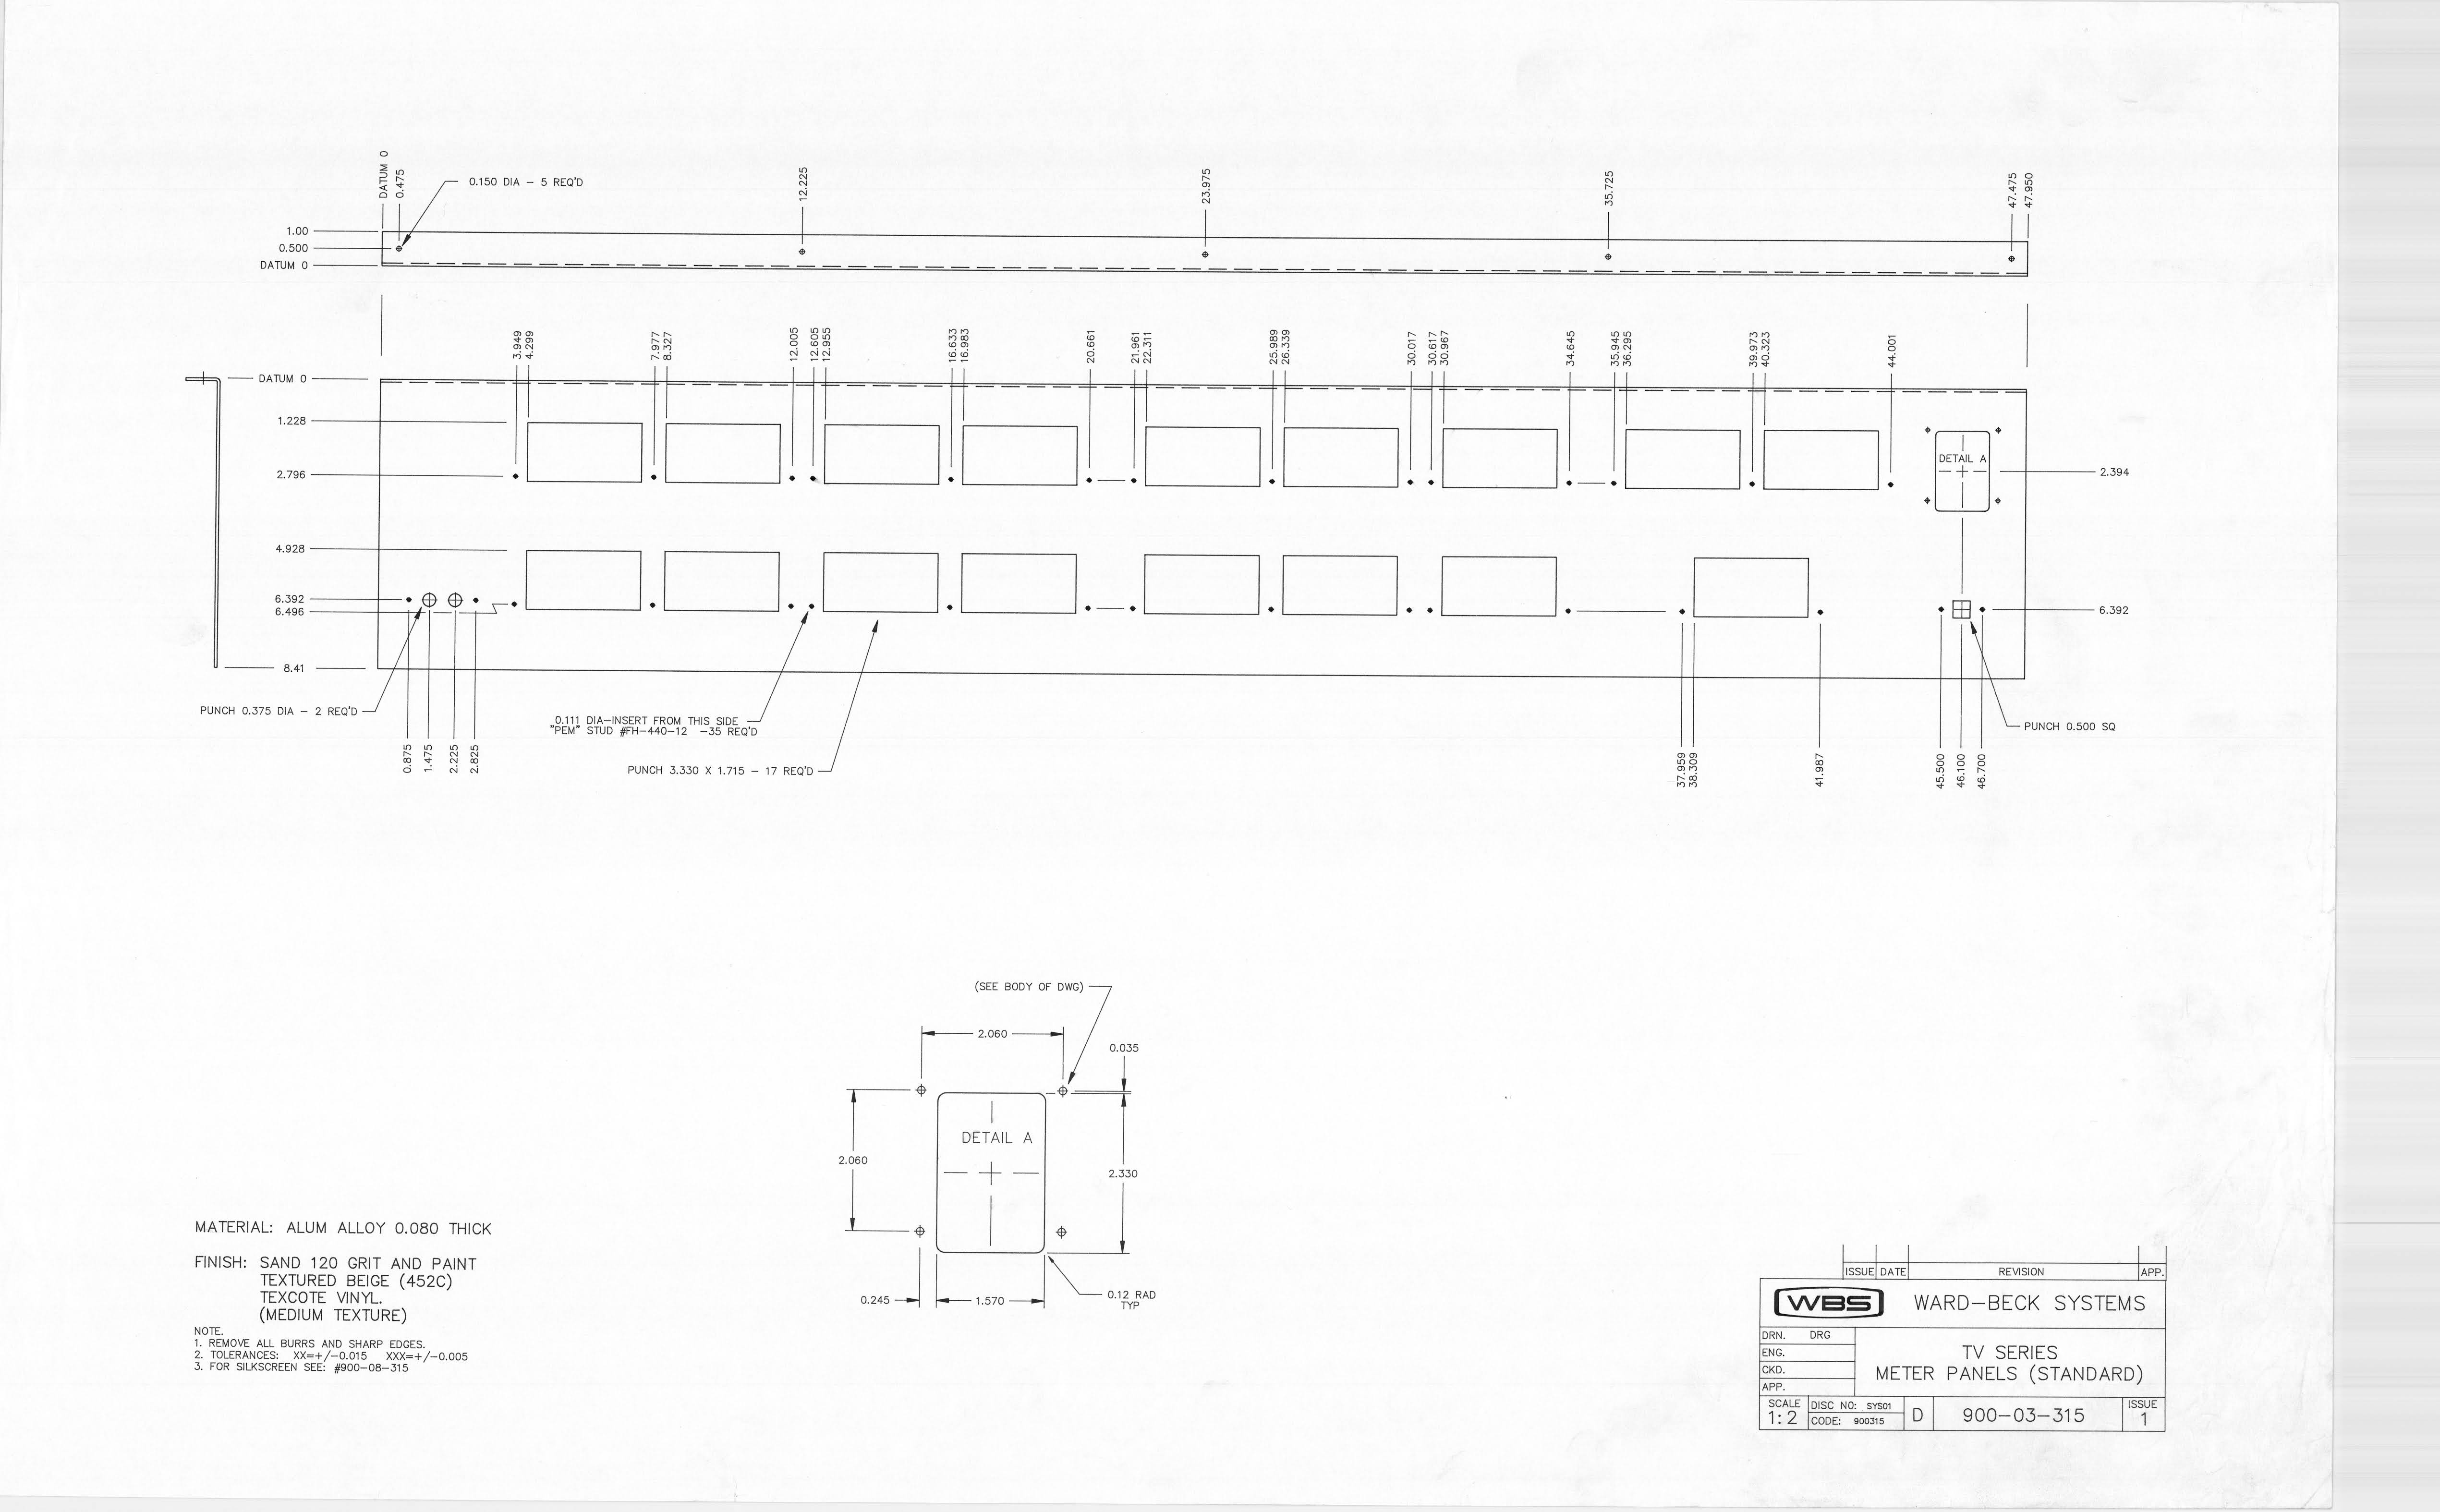 DATUM 0
0.475
0.150 DIA – 5 REQ'D
12.225
23.975
35.725
47.475
47.950
1.00
0.500
DATUM 0
3.949
4.299
7.977
8.327
12.005
12.605
12.955
16.633
16.983
20.661
21.961
22.311
25.989
26.339
30.017
30.617
30.967
34.645
35.945
36.295
39.973
40.323
44.001
DATUM 0
1.228
2.796
DETAIL A
2.394
4.928
6.392
6.496
6.392
8.41
PUNCH 0.375 DIA – 2 REQ'D
0.111 DIA–INSERT FROM THIS SIDE
"PEM" STUD #FH–440–12 –35 REQ'D
PUNCH 3.330 X 1.715 – 17 REQ'D
PUNCH 0.500 SQ
0.875
1.475
2.225
2.825
37.959
38.309
41.987
45.500
46.100
46.700
(SEE BODY OF DWG)
2.060
0.035
DETAIL A
2.060
2.330
0.245
1.570
0.12 RAD
TYP
MATERIAL: ALUM ALLOY 0.080 THICK
FINISH: SAND 120 GRIT AND PAINT
TEXTURED BEIGE (452C)
TEXCOTE VINYL.
(MEDIUM TEXTURE)
NOTE.
1. REMOVE ALL BURRS AND SHARP EDGES.
2. TOLERANCES: XX=+/–0.015 XXX=+/–0.005
3. FOR SILKSCREEN SEE: #900–08–315
ISSUE DATE REVISION APP.
WBS WARD–BECK SYSTEMS
DRN. DRG
ENG.
CKD.
APP.
TV SERIES
METER PANELS (STANDARD)
SCALE
1:2
DISC NO: SYS01
CODE: 900315
D
900–03–315
ISSUE
1